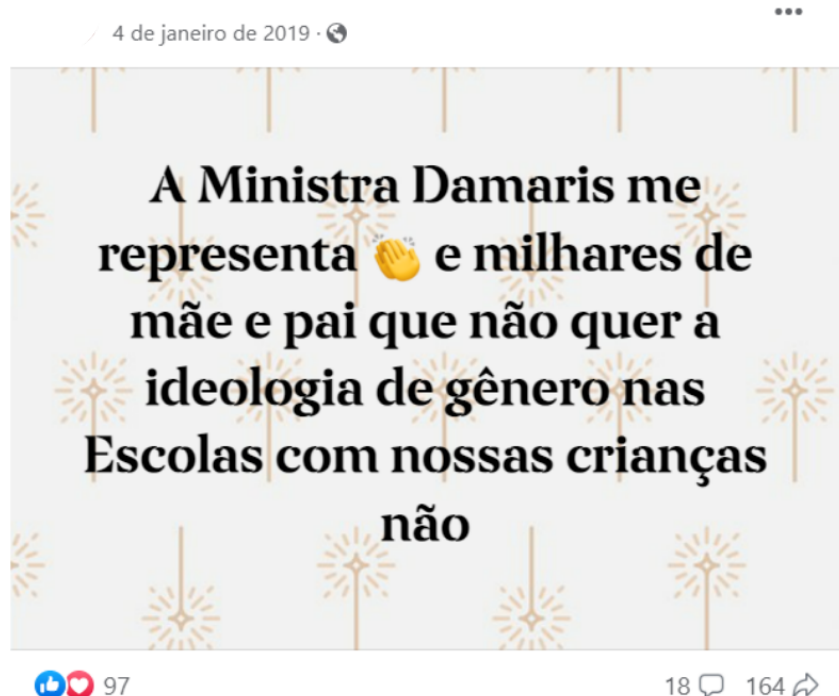 4 de janeiro de 2019 ·
A Ministra Damaris me
representa 👏 e milhares de
mãe e pai que não quer a
ideologia de gênero nas
Escolas com nossas crianças
não
97
18 164